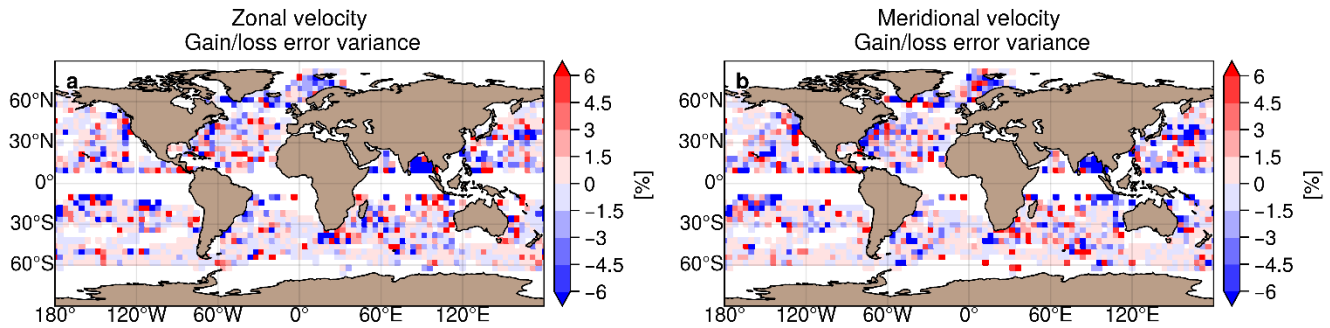 Zonal velocity
Gain/loss error variance
a
60°N
30°N
0°
30°S
60°S
180°
120°W
60°W
0°
60°E
120°E
6
4.5
3
1.5
0
−1.5
−3
−4.5
−6
[%]
Meridional velocity
Gain/loss error variance
b
60°N
30°N
0°
30°S
60°S
180°
120°W
60°W
0°
60°E
120°E
6
4.5
3
1.5
0
−1.5
−3
−4.5
−6
[%]